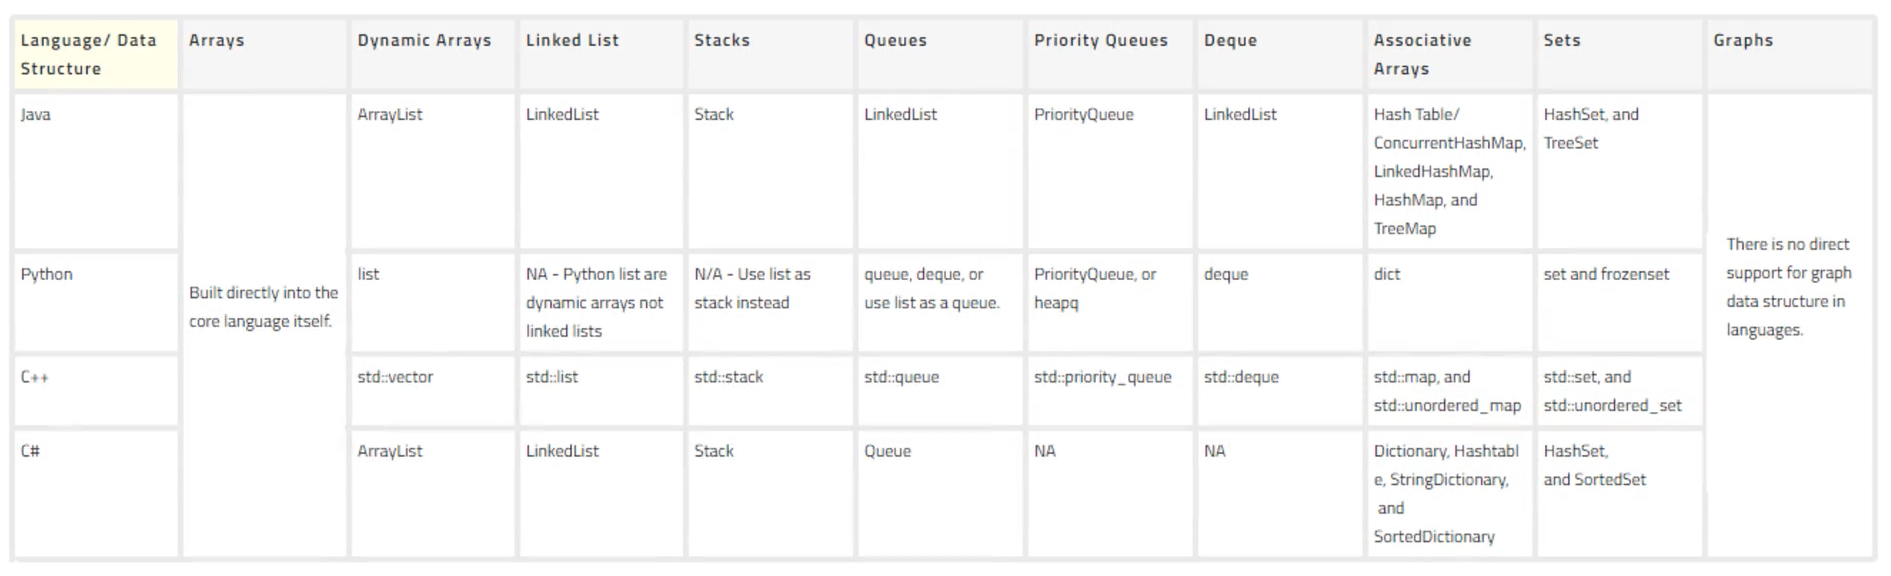 Language/ Data
Structure
Arrays
Dynamic Arrays
Linked List
Stacks
Queues
Priority Queues
Deque
Associative
Arrays
Sets
Graphs
Java
Built directly into the
core language itself.
ArrayList
LinkedList
Stack
LinkedList
PriorityQueue
LinkedList
Hash Table/
ConcurrentHashMap,
LinkedHashMap,
HashMap, and
TreeMap
HashSet, and
TreeSet
There is no direct
support for graph
data structure in
languages.
Python
list
NA - Python list are
dynamic arrays not
linked lists
N/A - Use list as
stack instead
queue, deque, or
use list as a queue.
PriorityQueue, or
heapq
deque
dict
set and frozenset
C++
std::vector
std::list
std::stack
std::queue
std::priority_queue
std::deque
std::map, and
std::unordered_map
std::set, and
std::unordered_set
C#
ArrayList
LinkedList
Stack
Queue
NA
NA
Dictionary, Hashtabl
e, StringDictionary,
and
SortedDictionary
HashSet,
and SortedSet